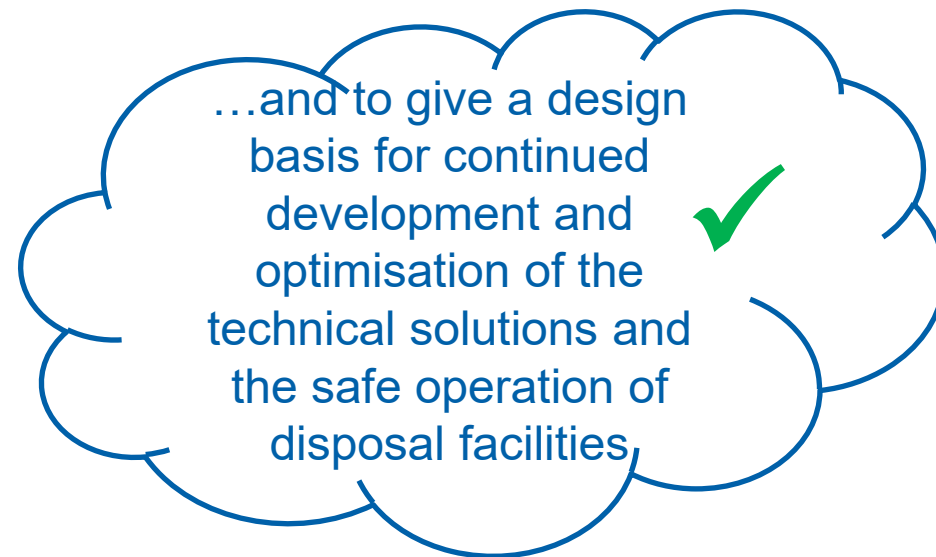 …and to give a design
basis for continued
development and
optimisation of the
technical solutions and
the safe operation of
disposal facilities